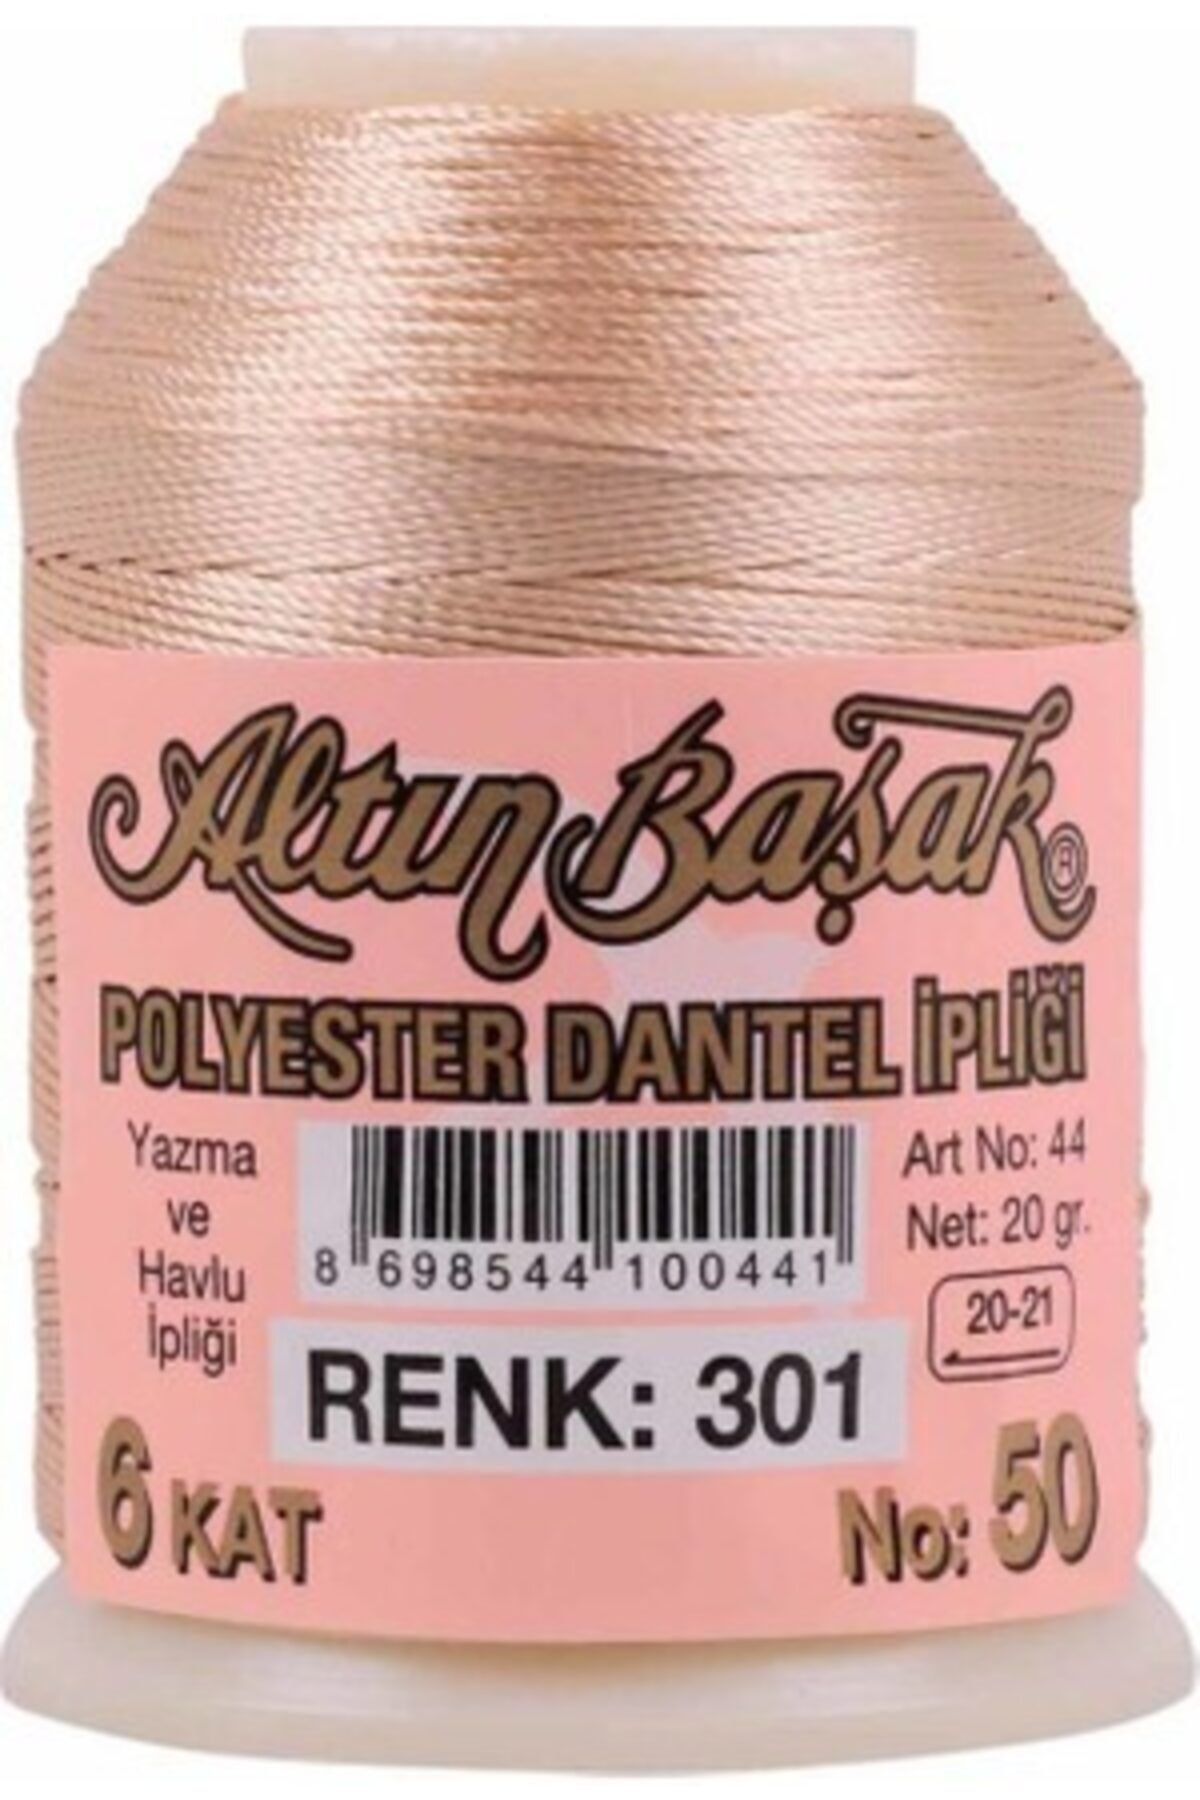 Altın Başak ®
POLYESTER DANTEL İPLİĞİ
Yazma
ve
Havlu
İpliği
8 698544 100441
Art No: 44
Net: 20 gr.
20-21
RENK: 301
6 KAT
No: 50